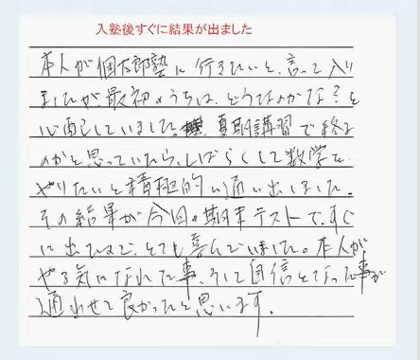 入塾後すぐに結果が出ました
本人が個太郎塾に行きたいと、言って入り
ましたが最初のうちは、どうなのかな?と
心配していました。夏期講習で終る
のかと思っていたら、しばらくして数学を
やりたいと積極的に通い出しました。
その結果が今回の期末テストで、すぐ
に出たので、とても喜んでいました。本人が
やる気になれた事、そして自信となった事が
通わせて良かったと思います。